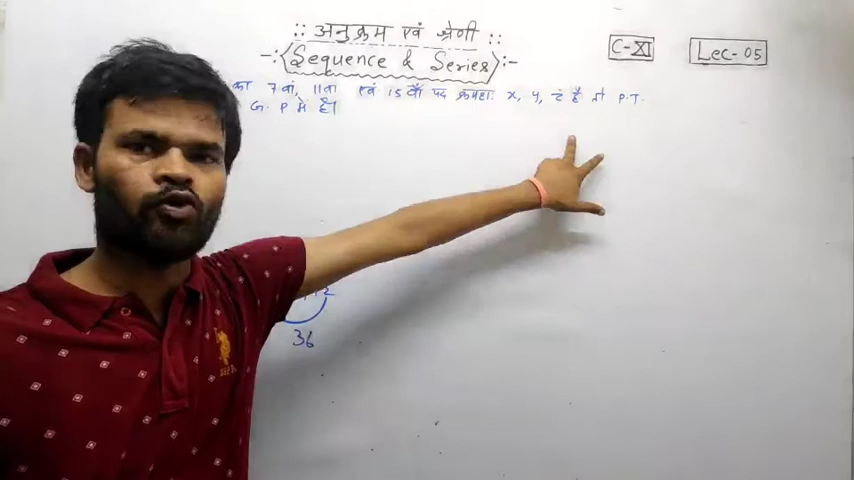 :: अनुक्रम एवं श्रेणी ::
Sequence & Series
C-XI
Lec-05
का 7वां, 11वां एवं 15वाँ पद क्रमशः x, y, z है तो P.T.
G.P में है।
36